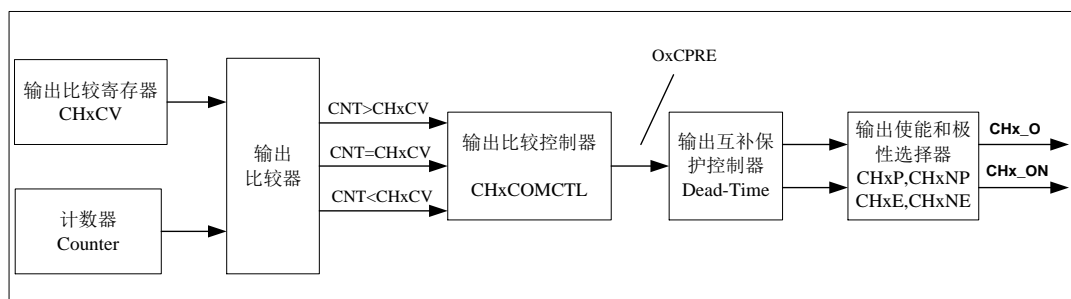 输出比较寄存器
CHxCV
计数器
Counter
输出
比较器
CNT>CHxCV
CNT=CHxCV
CNT<CHxCV
输出比较控制器
CHxCOMCTL
OxCPRE
输出互补保
护控制器
Dead-Time
输出使能和极
性选择器
CHxP,CHxNP
CHxE,CHxNE
CHx_O
CHx_ON